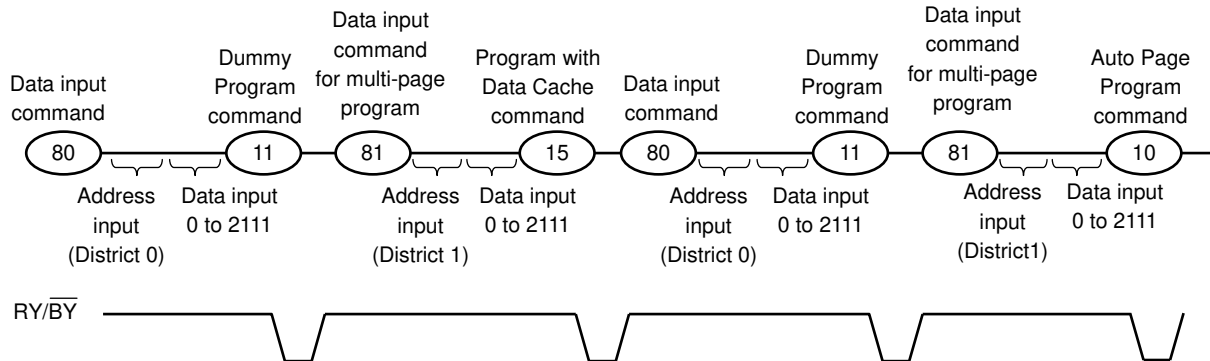 Data input
command
Dummy
Program
command
Data input
command
for multi-page
program
Program with
Data Cache
command
Data input
command
Dummy
Program
command
Data input
command
for multi-page
program
Auto Page
Program
command
80
11
81
15
80
11
81
10
Address
input
(District 0)
Data input
0 to 2111
Address
input
(District 1)
Data input
0 to 2111
Address
input
(District 0)
Data input
0 to 2111
Address
input
(District1)
Data input
0 to 2111
RY/B̅Y̅